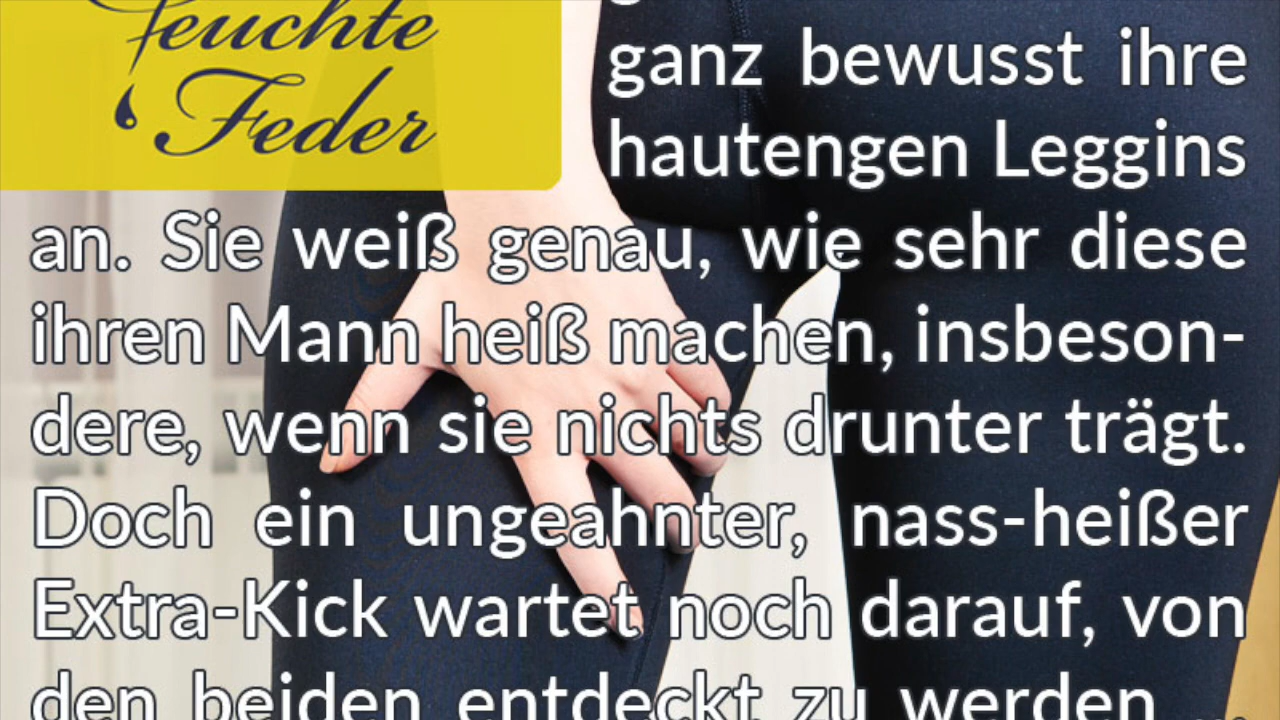 feuchte
Feder
ganz bewusst ihre
hautengen Leggins
an. Sie weiß genau, wie sehr diese
ihren Mann heiß machen, insbeson-
dere, wenn sie nichts drunter trägt.
Doch ein ungeahnter, nass-heißer
Extra-Kick wartet noch darauf, von
den beiden entdeckt zu werden